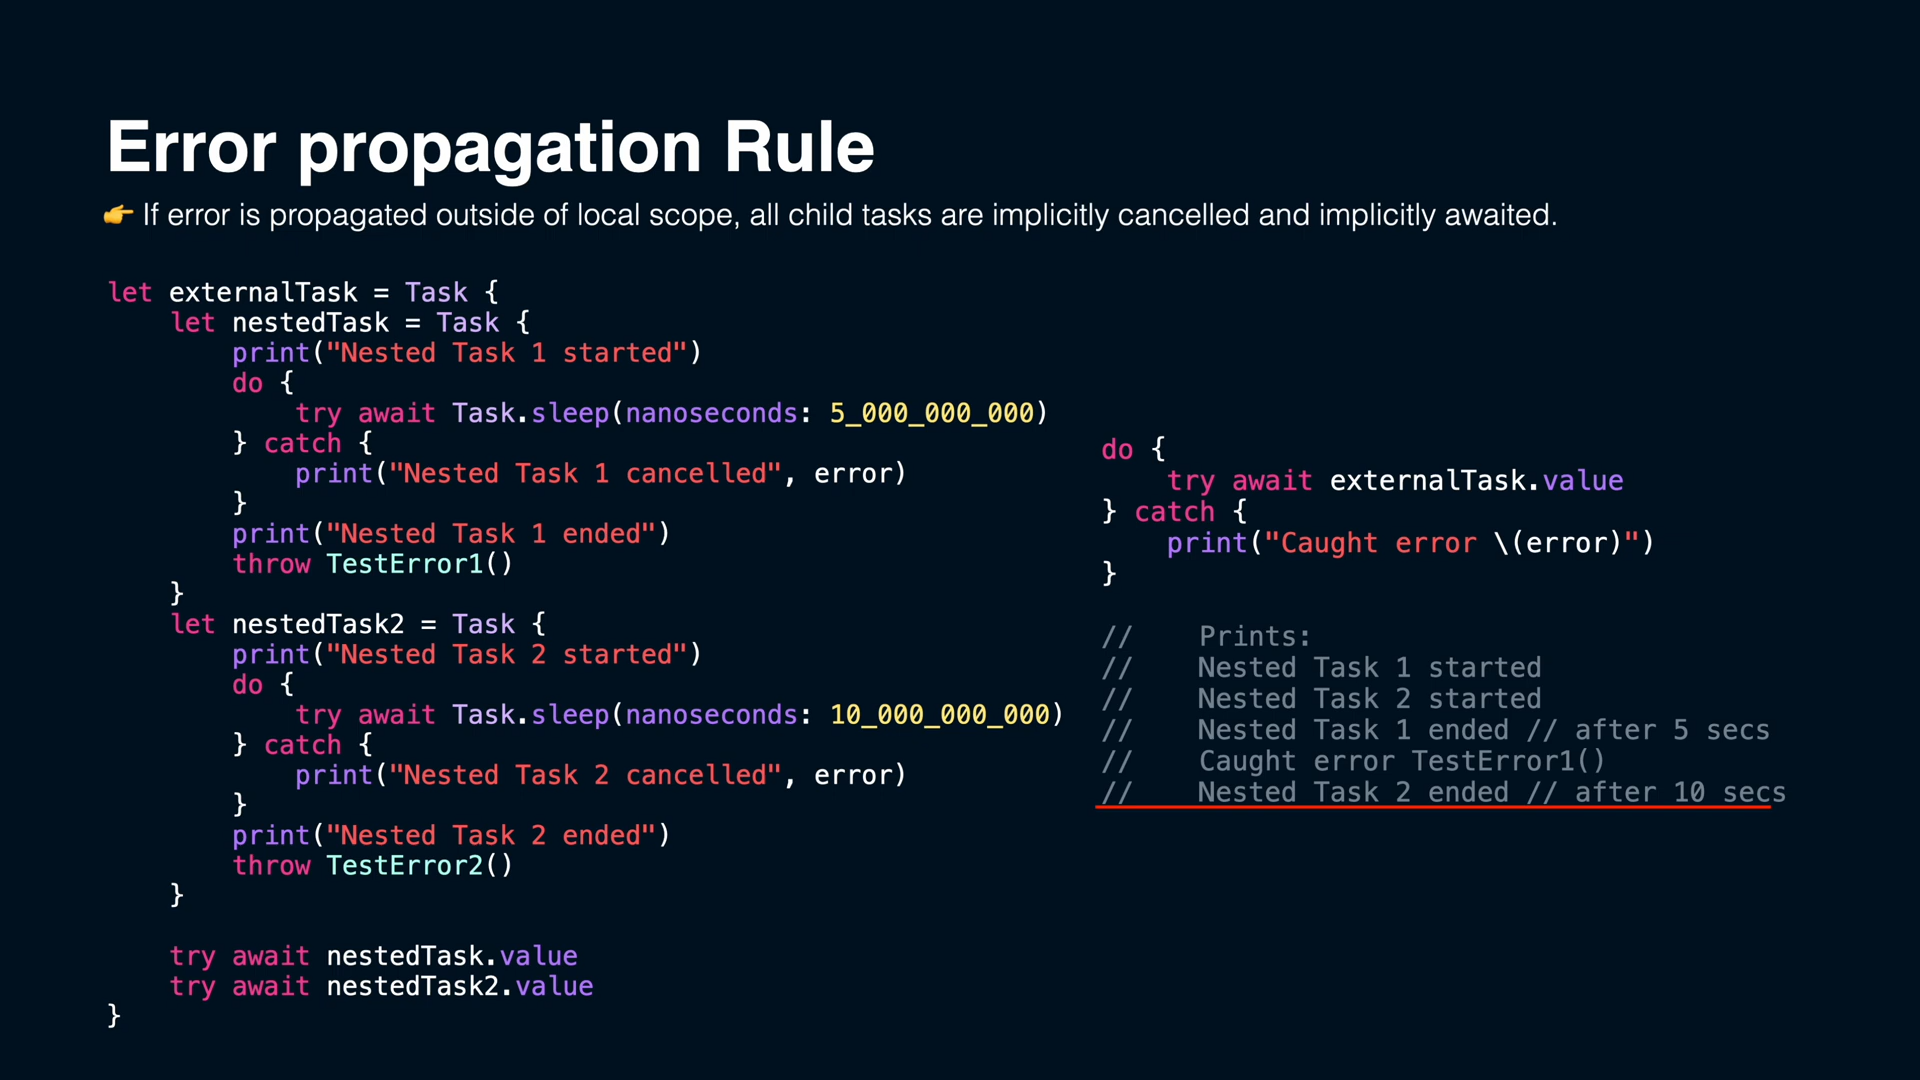 Error propagation Rule
👉 If error is propagated outside of local scope, all child tasks are implicitly cancelled and implicitly awaited.
let externalTask = Task {
    let nestedTask = Task {
        print("Nested Task 1 started")
        do {
            try await Task.sleep(nanoseconds: 5_000_000_000)
        } catch {
            print("Nested Task 1 cancelled", error)
        }
        print("Nested Task 1 ended")
        throw TestError1()
    }
    let nestedTask2 = Task {
        print("Nested Task 2 started")
        do {
            try await Task.sleep(nanoseconds: 10_000_000_000)
        } catch {
            print("Nested Task 2 cancelled", error)
        }
        print("Nested Task 2 ended")
        throw TestError2()
    }
    try await nestedTask.value
    try await nestedTask2.value
}
do {
    try await externalTask.value
} catch {
    print("Caught error \(error)")
}
//    Prints:
//    Nested Task 1 started
//    Nested Task 2 started
//    Nested Task 1 ended // after 5 secs
//    Caught error TestError1()
//    Nested Task 2 ended // after 10 secs